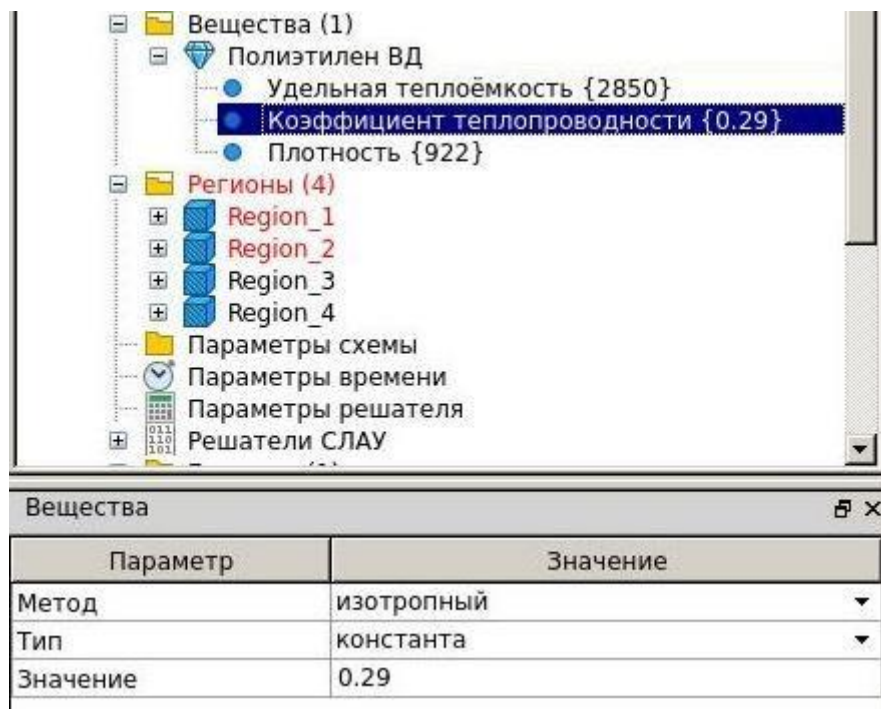 Вещества (1)
Полиэтилен ВД
Удельная теплоёмкость {2850}
Коэффициент теплопроводности {0.29}
Плотность {922}
Регионы (4)
Region_1
Region_2
Region_3
Region_4
Параметры схемы
Параметры времени
Параметры решателя
Решатели СЛАУ
Вещества
Параметр Значение
Метод изотропный
Тип константа
Значение 0.29